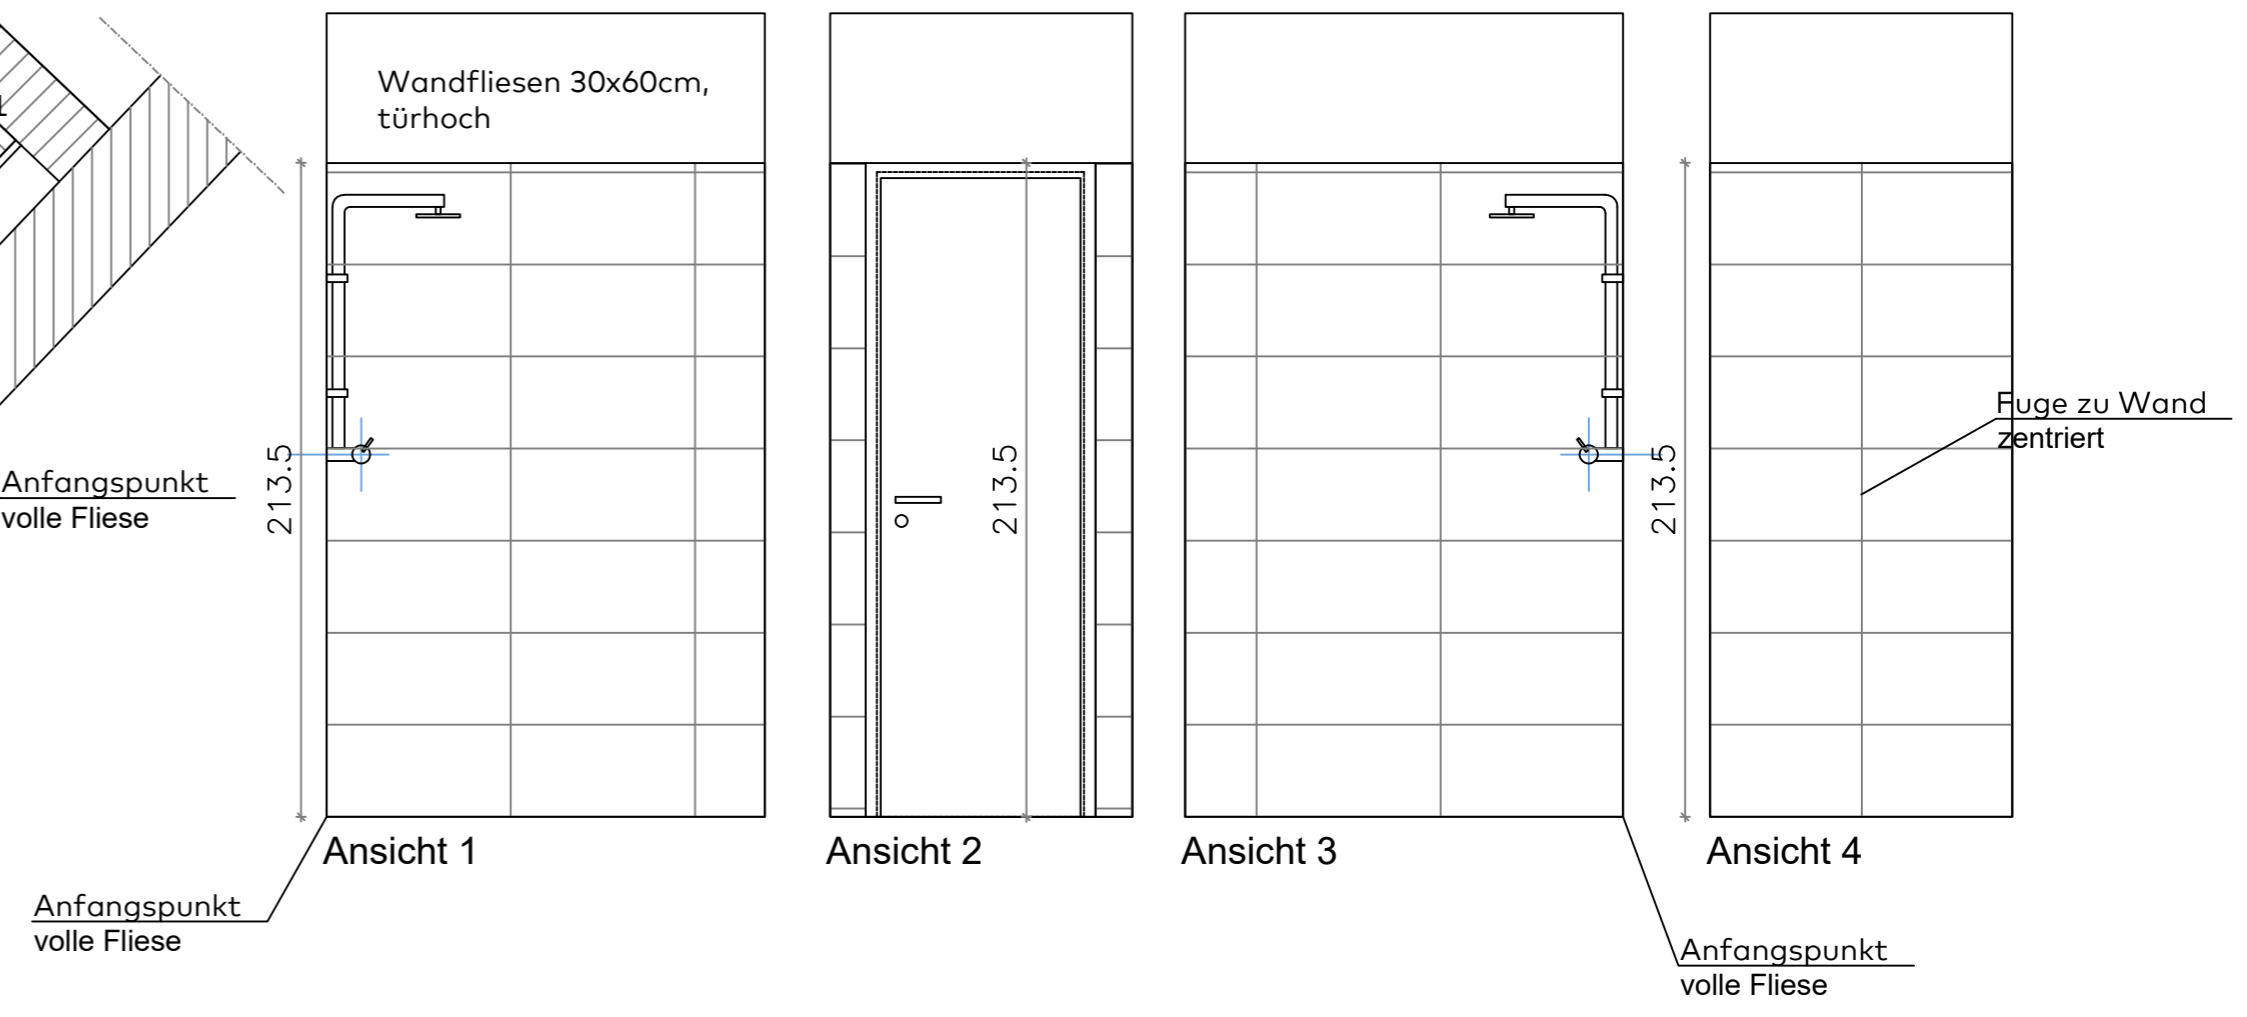 Wandfliesen 30x60cm,
türhoch
Anfangspunkt
volle Fliese
213.5
213.5
213.5
Fuge zu Wand
zentriert
Ansicht 1
Ansicht 2
Ansicht 3
Ansicht 4
Anfangspunkt
volle Fliese
Anfangspunkt
volle Fliese